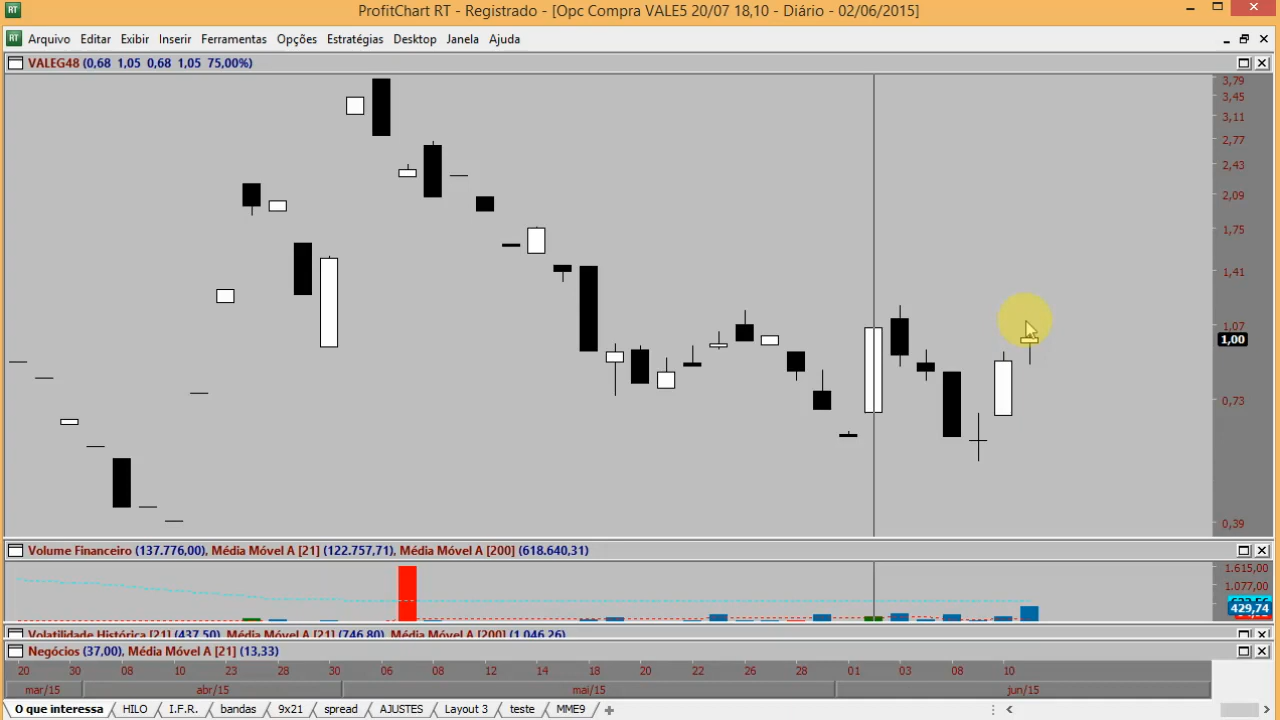 RT
ProfitChart RT - Registrado - [Opc Compra VALE5 20/07 18,10 - Diário - 02/06/2015]
RT Arquivo Editar Exibir Inserir Ferramentas Opções Estratégias Desktop Janela Ajuda
VALEG48 (0,68 1,05 0,68 1,05 75,00%)
3,79
3,45
3,11
2,77
2,43
2,09
1,75
1,41
1,07
1,00
0,73
0,39
Volume Financeiro (137.776,00), Média Móvel A [21] (122.757,71), Média Móvel A [200] (618.640,31)
1.615,00
1.077,00
429,74
Volatilidade Histórica [21] (437,50), Média Móvel A [21] (746,80), Média Móvel A [200] (1.046,26)
Negócios (37,00), Média Móvel A [21] (13,33)
20 30 08 10 23 30 06 08 12 14 18 20 22 26 28 01 03 08 10
mar/15 abr/15 mai/15 jun/15
O que interessa HILO I.F.R. bandas 9x21 spread AJUSTES Layout 3 teste MME9